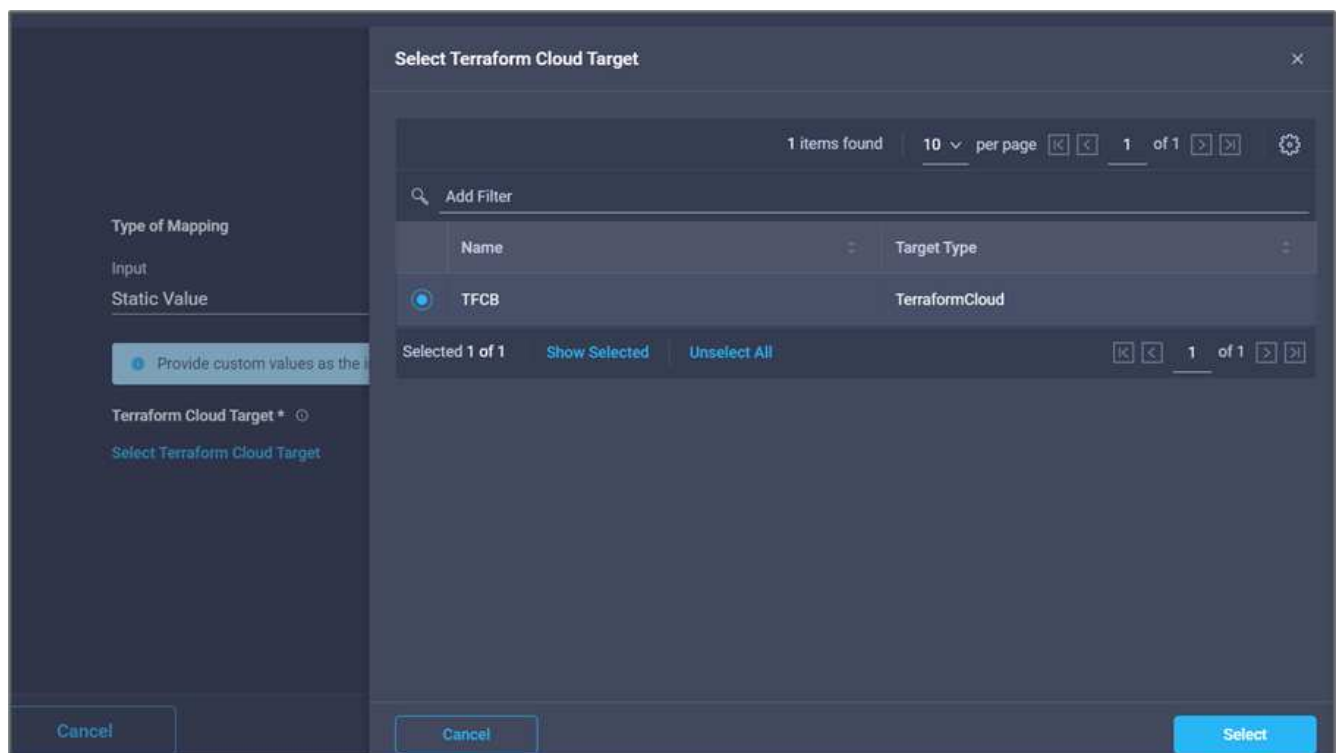 Select Terraform Cloud Target
1 items found 10 per page 1 of 1
Add Filter
Name Target Type
TFCB TerraformCloud
Selected 1 of 1 Show Selected Unselect All 1 of 1
Type of Mapping
Input
Static Value
Provide custom values as the
Terraform Cloud Target *
Select Terraform Cloud Target
Cancel
Cancel Select